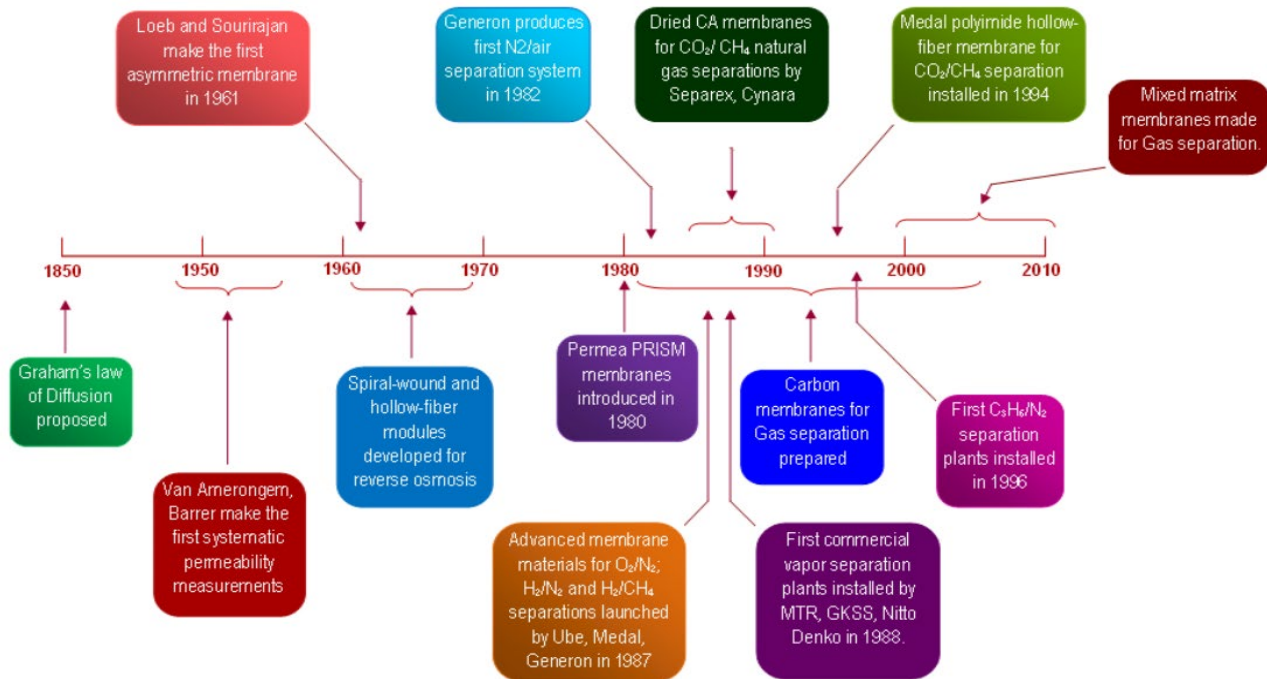 Loeb and Sourirajan
make the first
asymmetric membrane
in 1961
Generon produces
first N2/air
separation system
in 1982
Dried CA membranes
for CO₂/ CH₄ natural
gas separations by
Separex, Cynara
Medal polyimide hollow-
fiber membrane for
CO₂/CH₄ separation
installed in 1994
Mixed matrix
membranes made
for Gas separation.
1850 1950 1960 1970 1980 1990 2000 2010
Graham's law
of Diffusion
proposed
Van Amerongem,
Barrer make the
first systematic
permeability
measurements
Spiral-wound and
hollow-fiber
modules
developed for
reverse osmosis
Permea PRISM
membranes
introduced in
1980
Advanced membrane
materials for O₂/N₂;
H₂/N₂ and H₂/CH₄
separations launched
by Ube, Medal,
Generon in 1987
First commercial
vapor separation
plants installed by
MTR, GKSS, Nitto
Denko in 1988.
Carbon
membranes for
Gas separation
prepared
First C₃H₆/N₂
separation
plants installed
in 1996